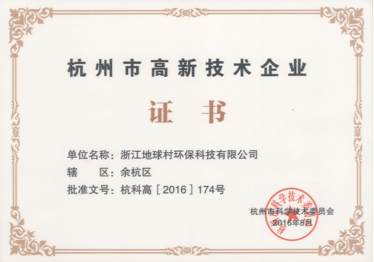 杭州市高新技术企业
证书
单位名称：浙江地球村环保科技有限公司
辖　　区：余杭区
批准文号：杭科高［2016］174号
杭州市科学技术委员会
2016年8月